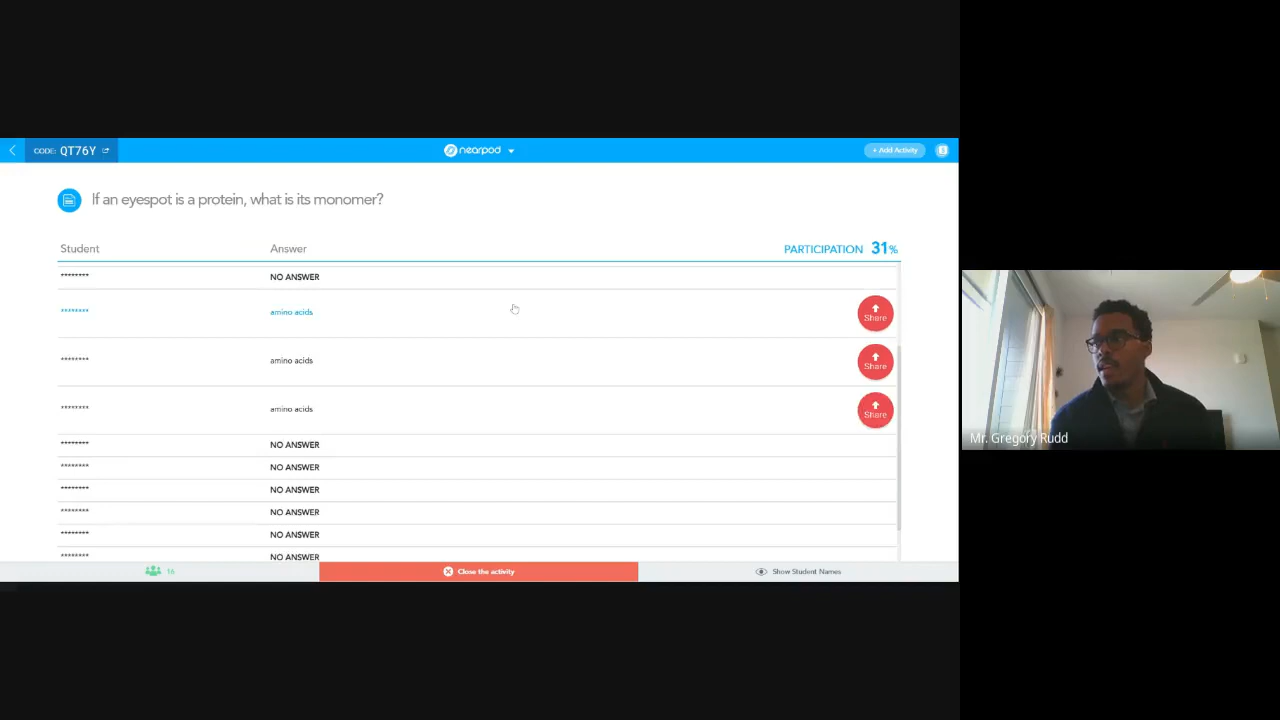 CODE: QT76Y
nearpod
+ Add Activity
If an eyespot is a protein, what is its monomer?
Student Answer PARTICIPATION 31%
******** NO ANSWER
******** amino acids Share
******** amino acids Share
******** amino acids Share
******** NO ANSWER
******** NO ANSWER
******** NO ANSWER
******** NO ANSWER
******** NO ANSWER
******** NO ANSWER
16 Close the activity Show Student Names
Mr. Gregory Rudd